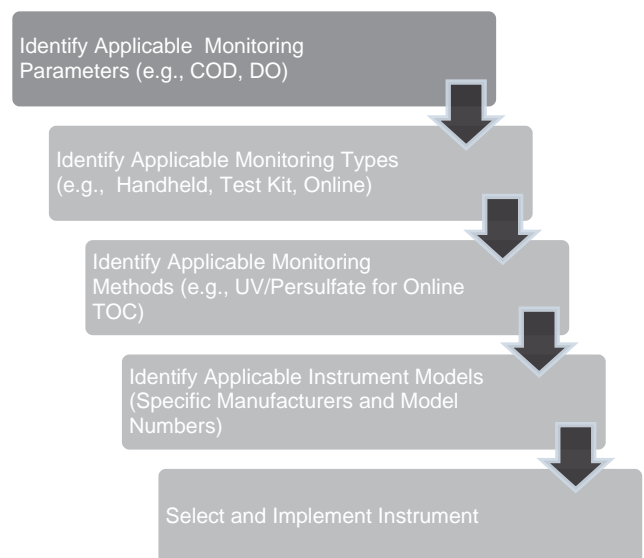 Identify Applicable  Monitoring
Parameters (e.g., COD, DO)
Identify Applicable Monitoring Types
(e.g.,  Handheld, Test Kit, Online)
Identify Applicable Monitoring
Methods (e.g., UV/Persulfate for Online
TOC)
Identify Applicable Instrument Models
(Specific Manufacturers and Model
Numbers)
Select and Implement Instrument